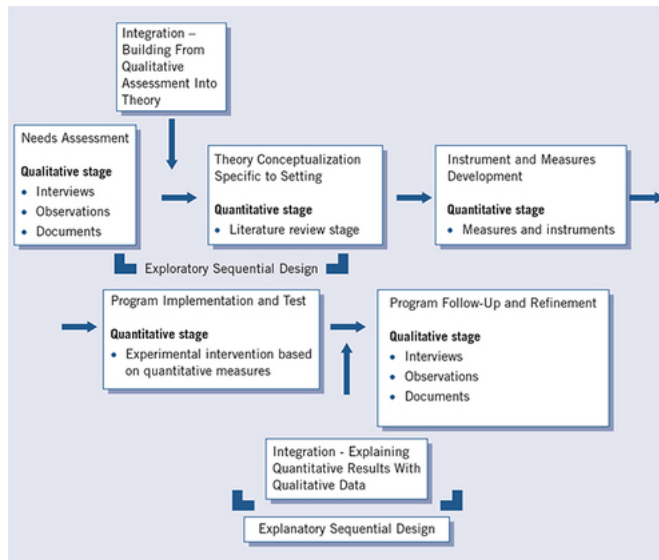 Integration –
Building From
Qualitative
Assessment Into
Theory
Needs Assessment
Qualitative stage
• Interviews
• Observations
• Documents
Theory Conceptualization
Specific to Setting
Quantitative stage
• Literature review stage
Instrument and Measures
Development
Quantitative stage
• Measures and instruments
Exploratory Sequential Design
Program Implementation and Test
Quantitative stage
• Experimental intervention based
on quantitative measures
Program Follow-Up and Refinement
Qualitative stage
• Interviews
• Observations
• Documents
Integration - Explaining
Quantitative Results With
Qualitative Data
Explanatory Sequential Design